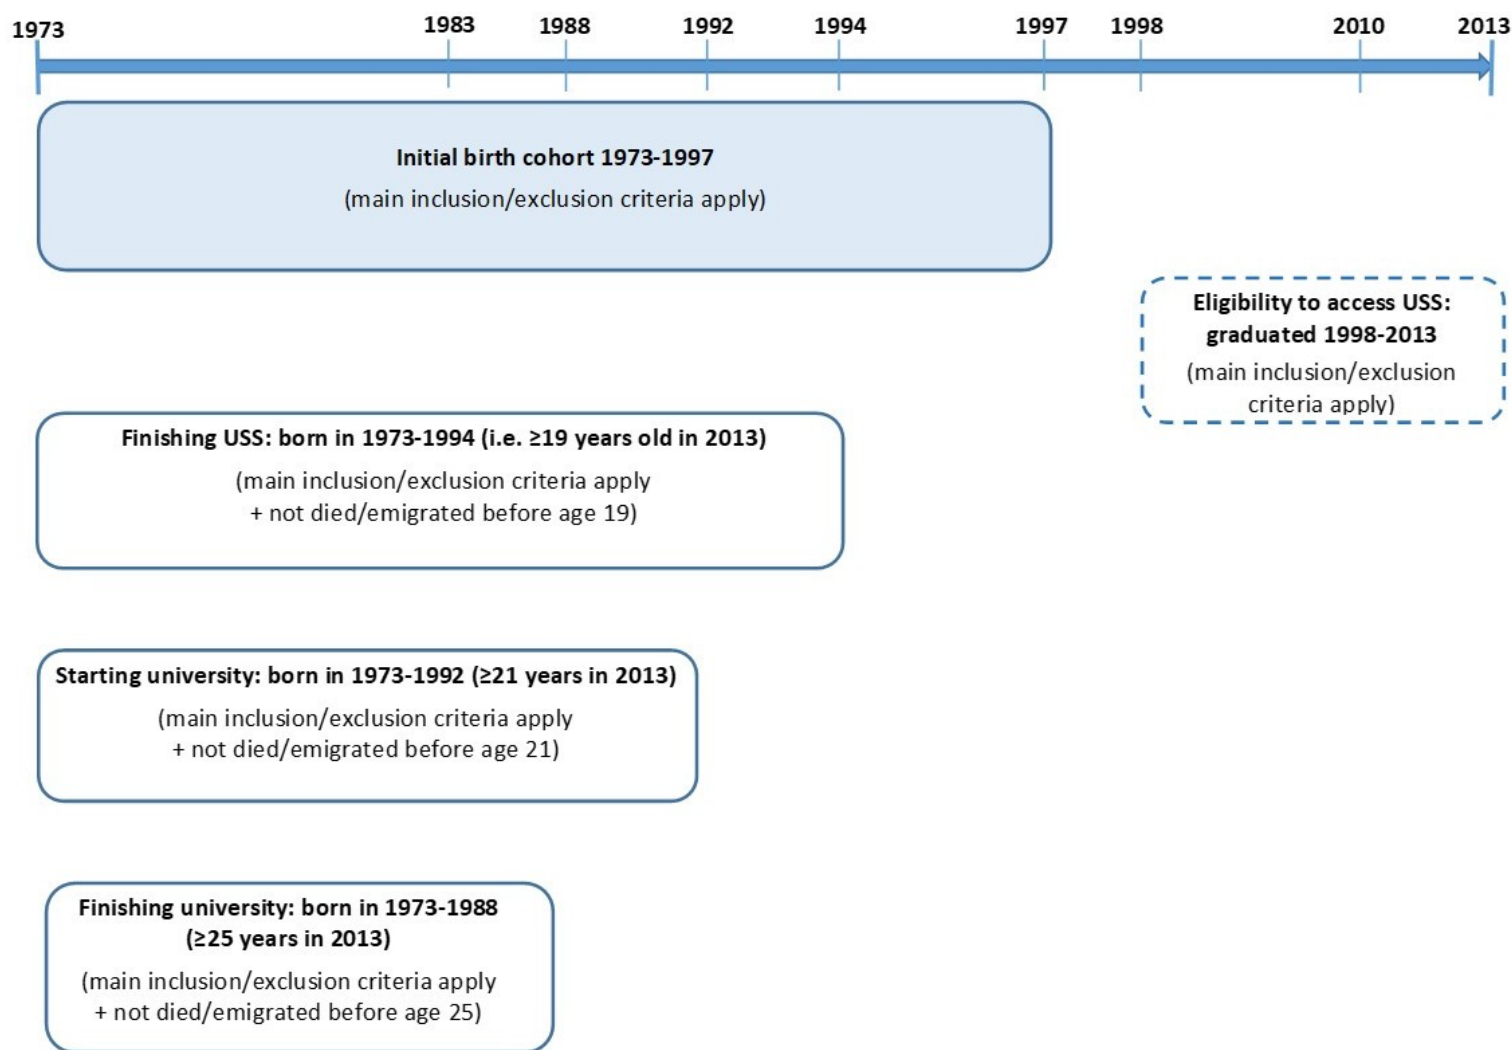 1973 1983 1988 1992 1994 1997 1998 2010 2013
Initial birth cohort 1973-1997
(main inclusion/exclusion criteria apply)
Eligibility to access USS:
graduated 1998-2013
(main inclusion/exclusion
criteria apply)
Finishing USS: born in 1973-1994 (i.e. ≥19 years old in 2013)
(main inclusion/exclusion criteria apply
+ not died/emigrated before age 19)
Starting university: born in 1973-1992 (≥21 years in 2013)
(main inclusion/exclusion criteria apply
+ not died/emigrated before age 21)
Finishing university: born in 1973-1988
(≥25 years in 2013)
(main inclusion/exclusion criteria apply
+ not died/emigrated before age 25)